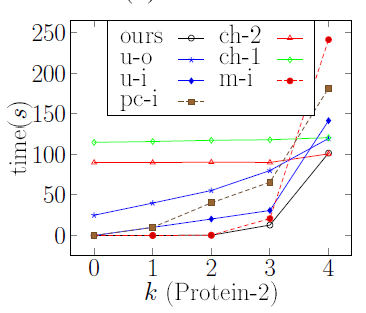 250
200
150
100
50
0
time(s)
ours ch-2
u-o ch-1
u-i m-i
pc-i
0 1 2 3 4
k (Protein-2)